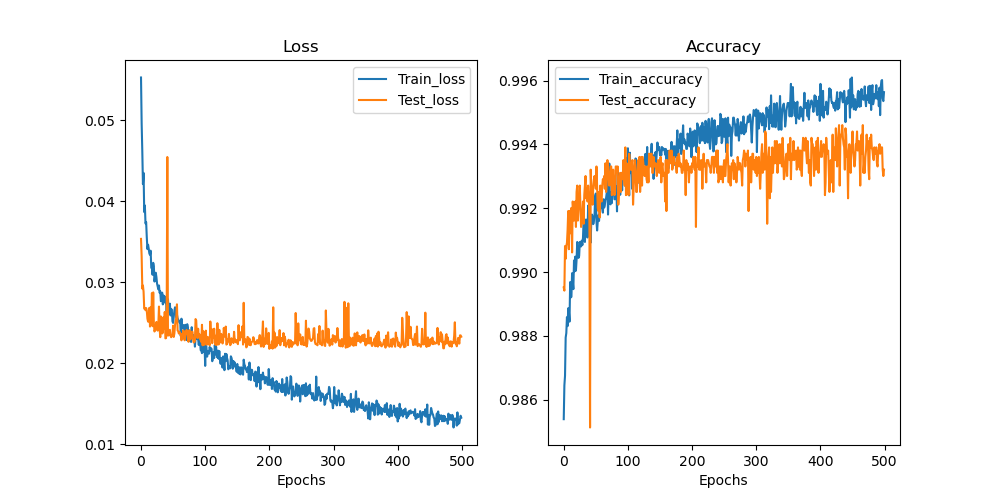 Loss
Accuracy
Train_loss
Test_loss
Train_accuracy
Test_accuracy
0.05
0.04
0.03
0.02
0.01
0 100 200 300 400 500
Epochs
0.996
0.994
0.992
0.990
0.988
0.986
0 100 200 300 400 500
Epochs